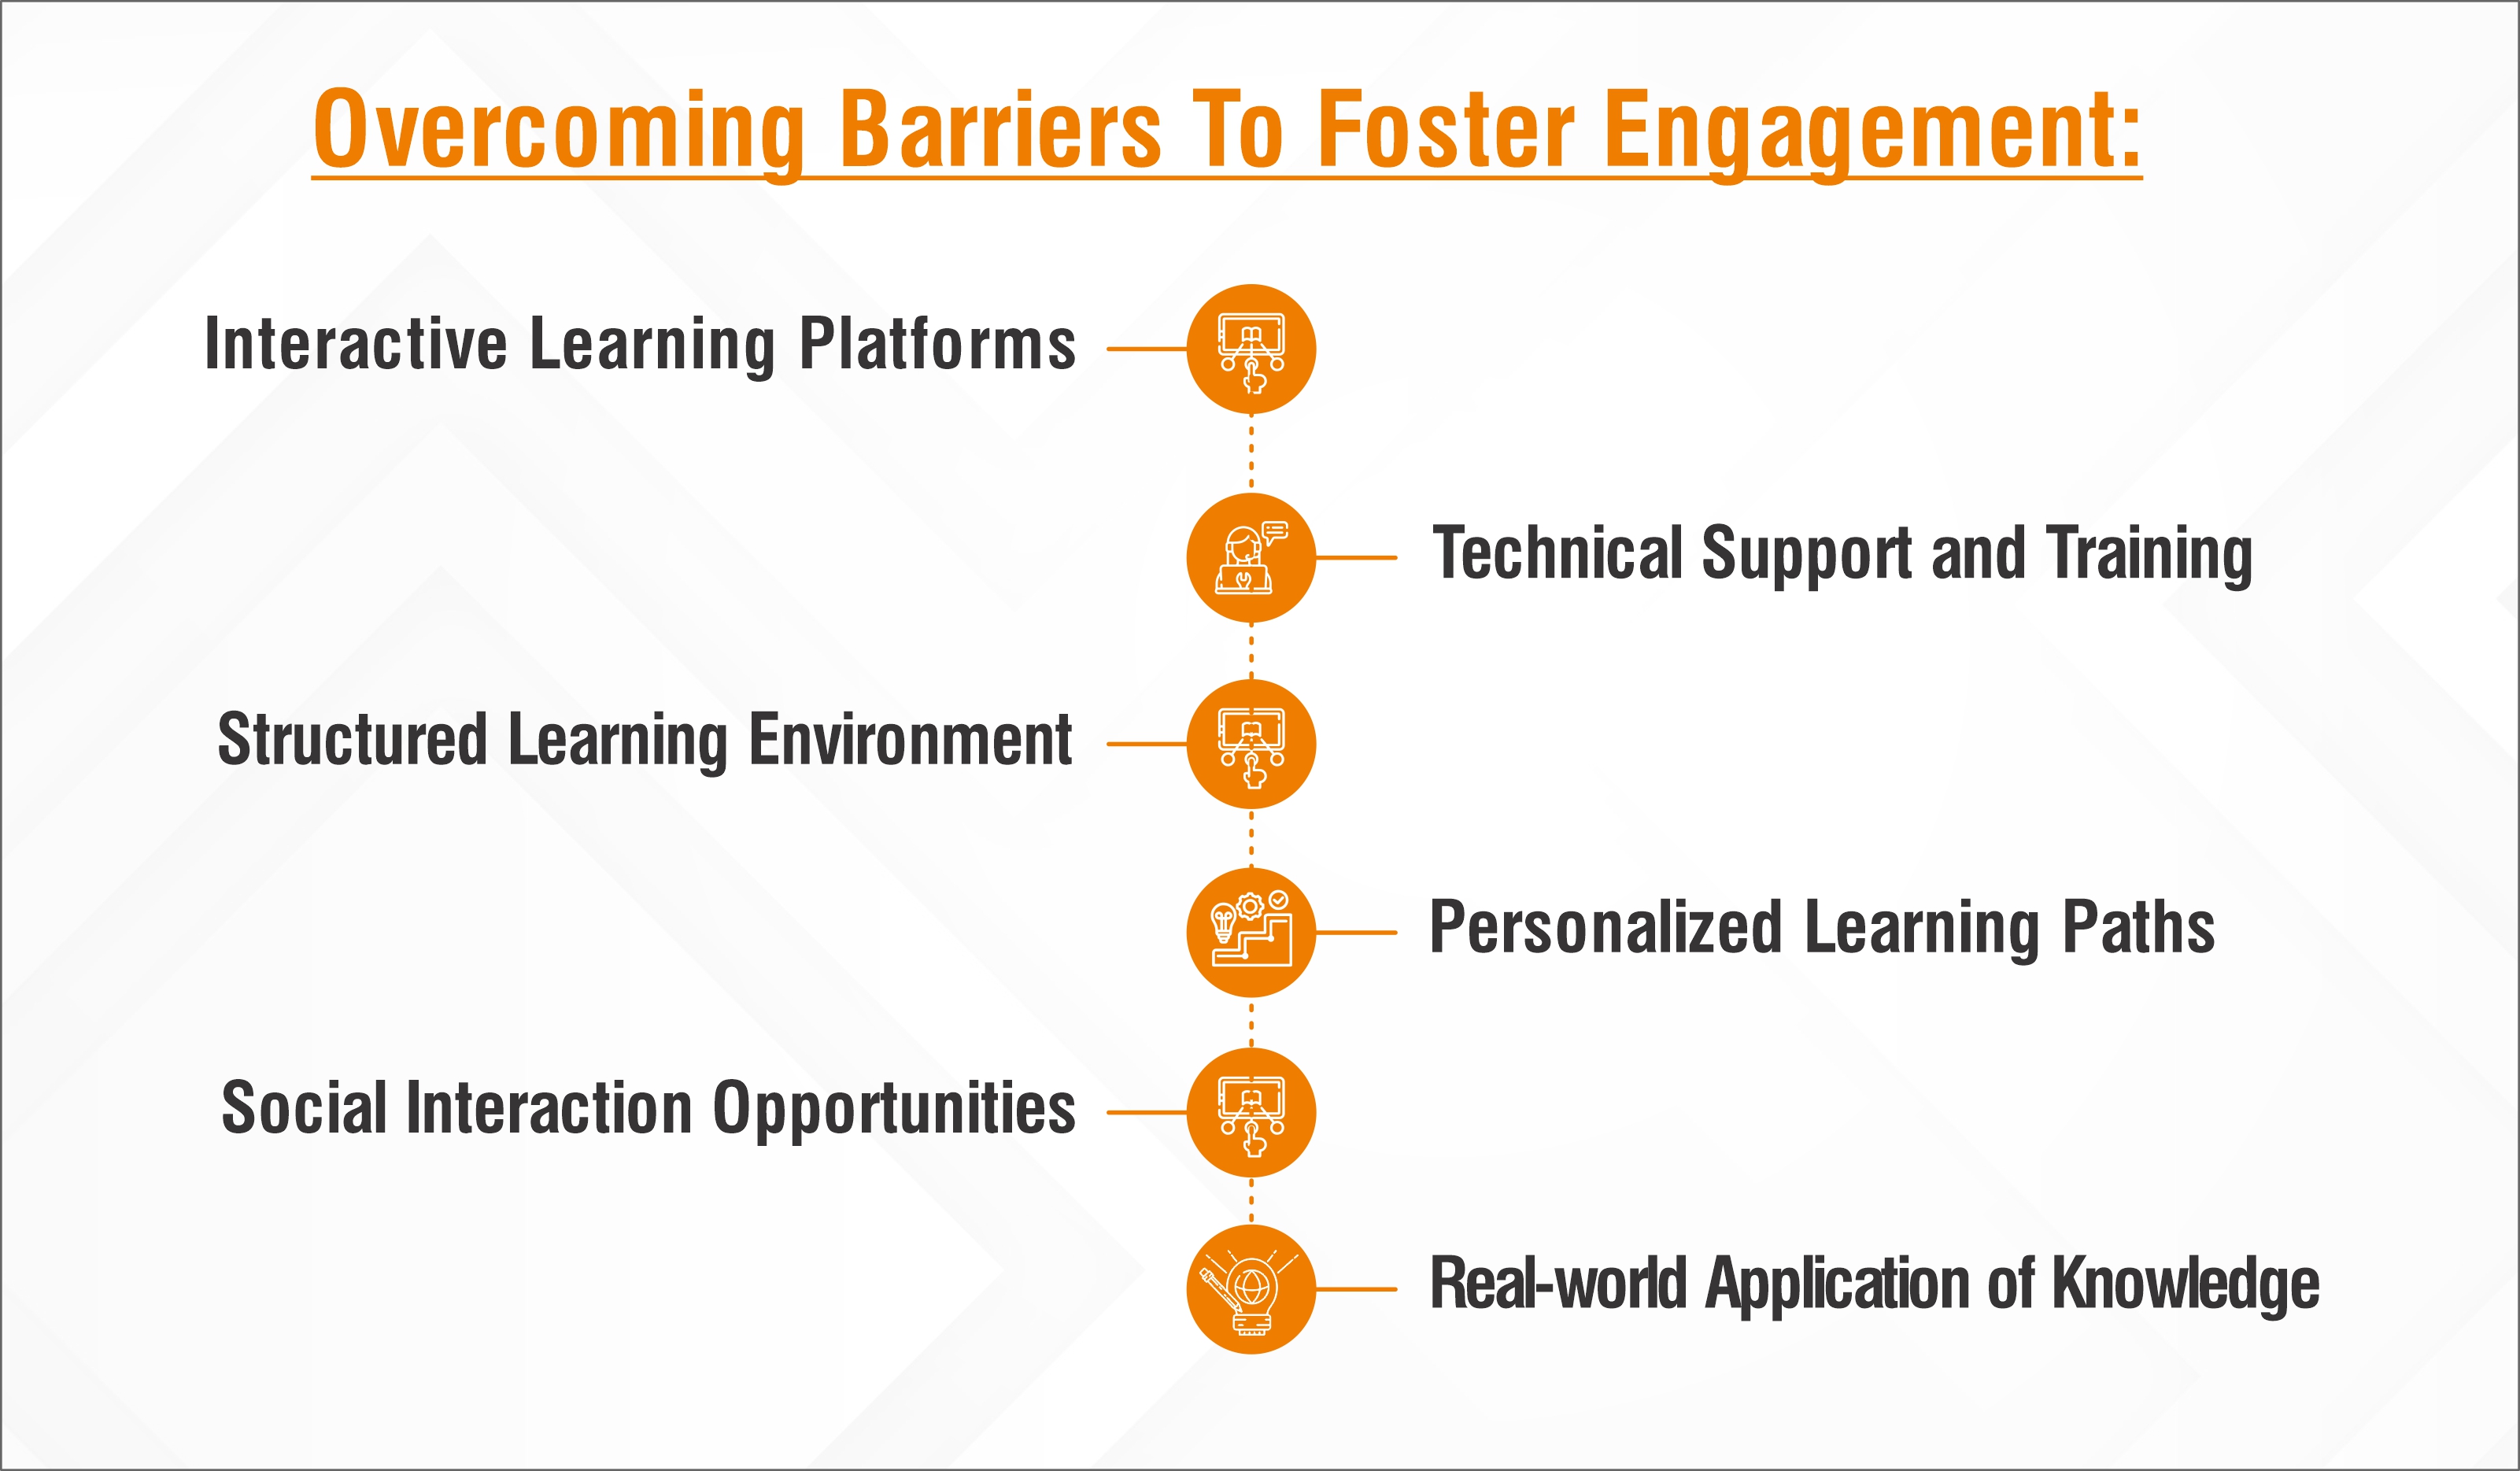 Overcoming Barriers To Foster Engagement:
Interactive Learning Platforms
Technical Support and Training
Structured Learning Environment
Personalized Learning Paths
Social Interaction Opportunities
Real-world Application of Knowledge